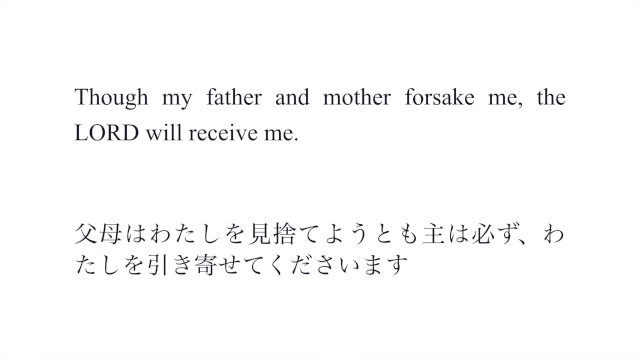 Though my father and mother forsake me, the
LORD will receive me.
父母はわたしを見捨てようとも主は必ず、わ
たしを引き寄せてくださいます